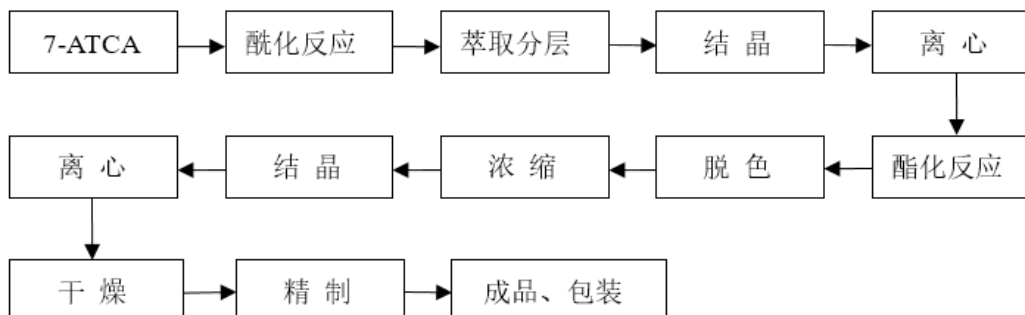 7-ATCA 酰化反应 萃取分层 结 晶 离 心
离 心 结 晶 浓 缩 脱 色 酯化反应
干 燥 精 制 成品、包装